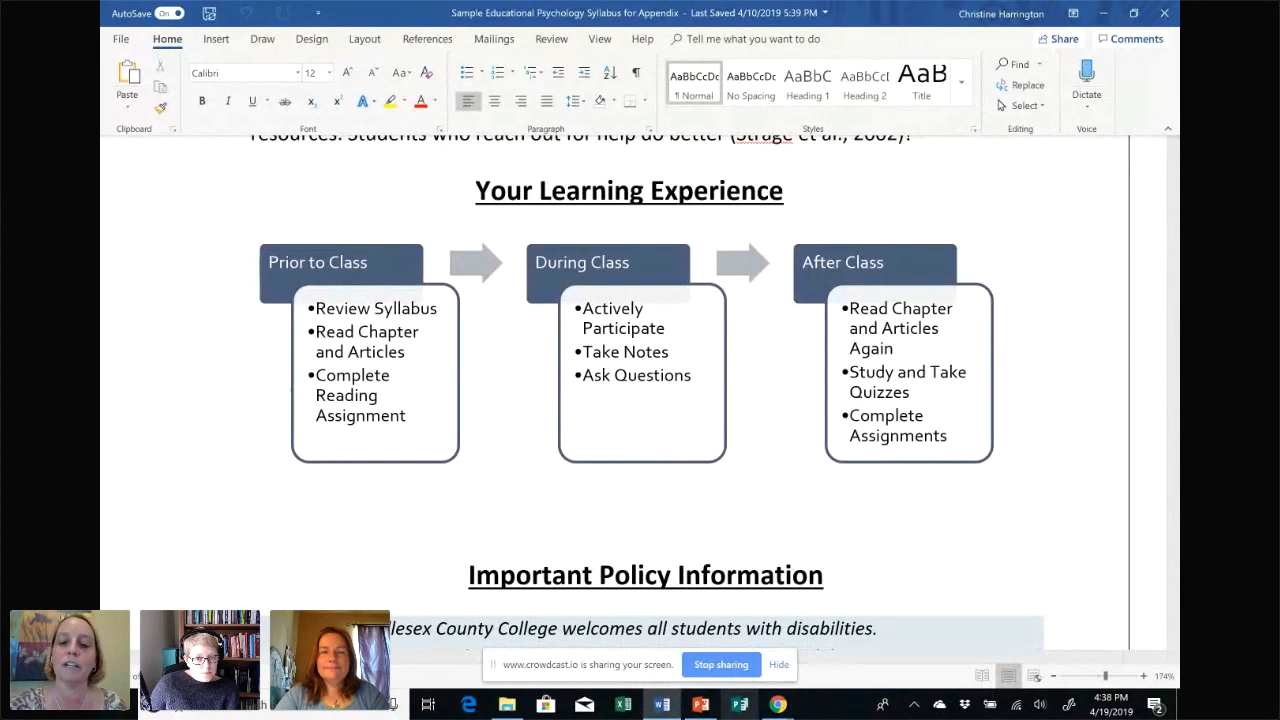 AutoSave On
Sample Educational Psychology Syllabus for Appendix - Last Saved 4/10/2019 5:39 PM
Christine Harrington
File Home Insert Draw Design Layout References Mailings Review View Help Tell me what you want to do Share Comments
Calibri 12
Paste
AaBbCcDc AaBbCcDc AaBbC AaBbCcl AaB
¶ Normal No Spacing Heading 1 Heading 2 Title
Find
Replace
Select
Dictate
Clipboard Font Paragraph Styles Editing Voice
resources. Students who reach out for help do better (Strage et al., 2002)!
Your Learning Experience
Prior to Class
•Review Syllabus
•Read Chapter
and Articles
•Complete
Reading
Assignment
During Class
•Actively
Participate
•Take Notes
•Ask Questions
After Class
•Read Chapter
and Articles
Again
•Study and Take
Quizzes
•Complete
Assignments
Important Policy Information
lesex County College welcomes all students with disabilities.
www.crowdcast.io is sharing your screen. Stop sharing Hide
174%
4:38 PM
4/19/2019